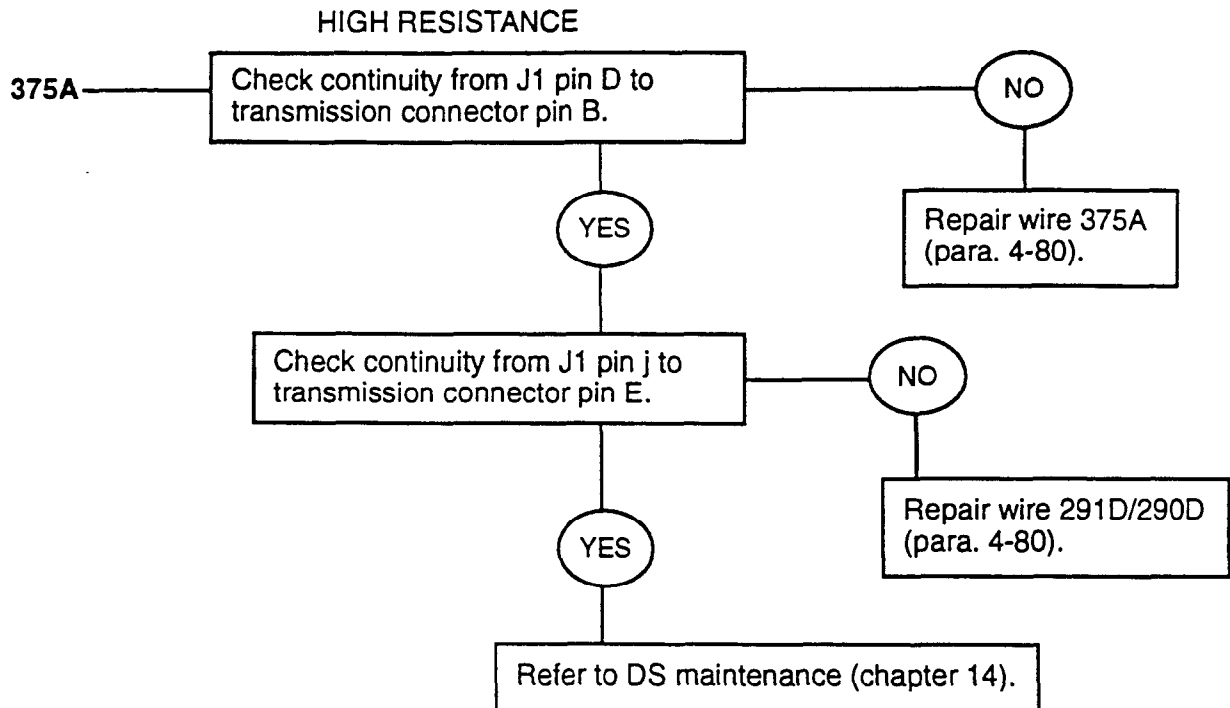 HIGH RESISTANCE
375A
Check continuity from J1 pin D to
transmission connector pin B.
NO
YES
Repair wire 375A
(para. 4-80).
Check continuity from J1 pin j to
transmission connector pin E.
NO
YES
Repair wire 291D/290D
(para. 4-80).
Refer to DS maintenance (chapter 14).